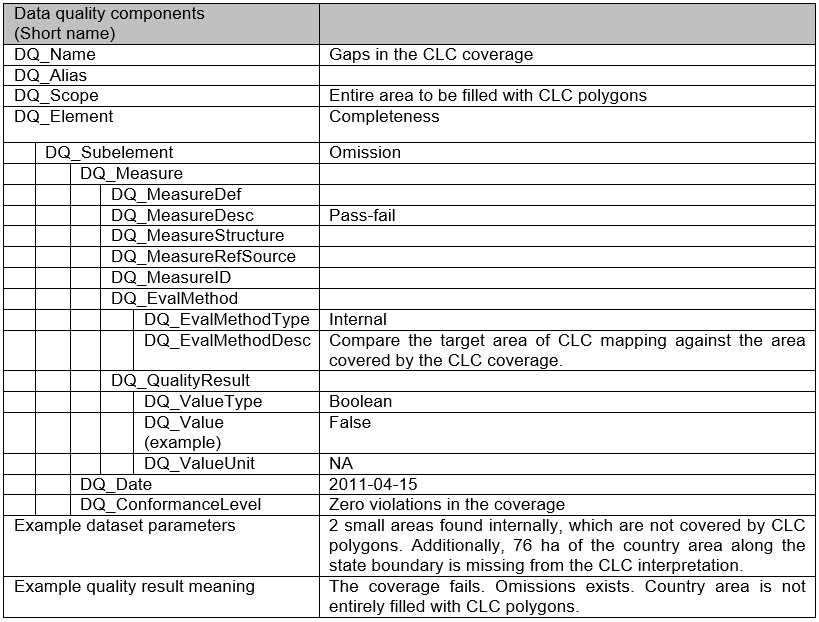 Data quality components
(Short name)
DQ_Name Gaps in the CLC coverage
DQ_Alias
DQ_Scope Entire area to be filled with CLC polygons
DQ_Element Completeness
DQ_Subelement Omission
DQ_Measure
DQ_MeasureDef
DQ_MeasureDesc Pass-fail
DQ_MeasureStructure
DQ_MeasureRefSource
DQ_MeasureID
DQ_EvalMethod
DQ_EvalMethodType Internal
DQ_EvalMethodDesc Compare the target area of CLC mapping against the area
covered by the CLC coverage.
DQ_QualityResult
DQ_ValueType Boolean
DQ_Value False
(example)
DQ_ValueUnit NA
DQ_Date 2011-04-15
DQ_ConformanceLevel Zero violations in the coverage
Example dataset parameters 2 small areas found internally, which are not covered by CLC
polygons. Additionally, 76 ha of the country area along the
state boundary is missing from the CLC interpretation.
Example quality result meaning The coverage fails. Omissions exists. Country area is not
entirely filled with CLC polygons.